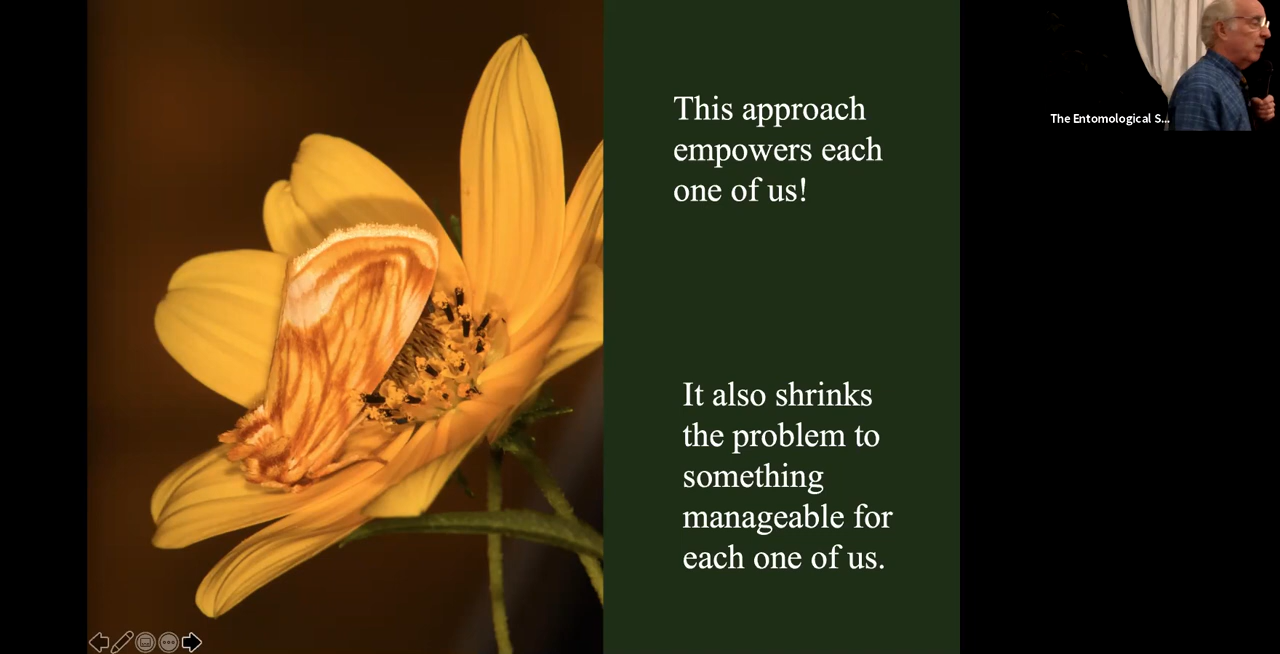 This approach
empowers each
one of us!
It also shrinks
the problem to
something
manageable for
each one of us.
The Entomological S...